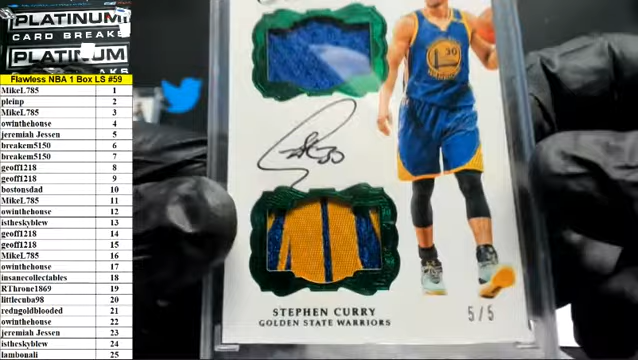 PLATINUM
CARD BREAKS
PLATINUM
Flawless NBA 1 Box LS #59
MikeL785 1
pleinp 2
MikeL785 3
owinthehouse 4
jeremiah Jessen 5
breakem5150 6
breakem5150 7
geoff1218 8
geoff1218 9
bostonsdad 10
MikeL785 11
owinthehouse 12
istheskyblew 13
geoff1218 14
geoff1218 15
MikeL785 16
owinthehouse 17
insanecollectables 18
RThrone1869 19
littlecuba98 20
redngoldblooded 21
owinthehouse 22
jeremiah Jessen 23
istheskyblew 24
lambonali 25
30
STEPHEN CURRY
GOLDEN STATE WARRIORS
5/5